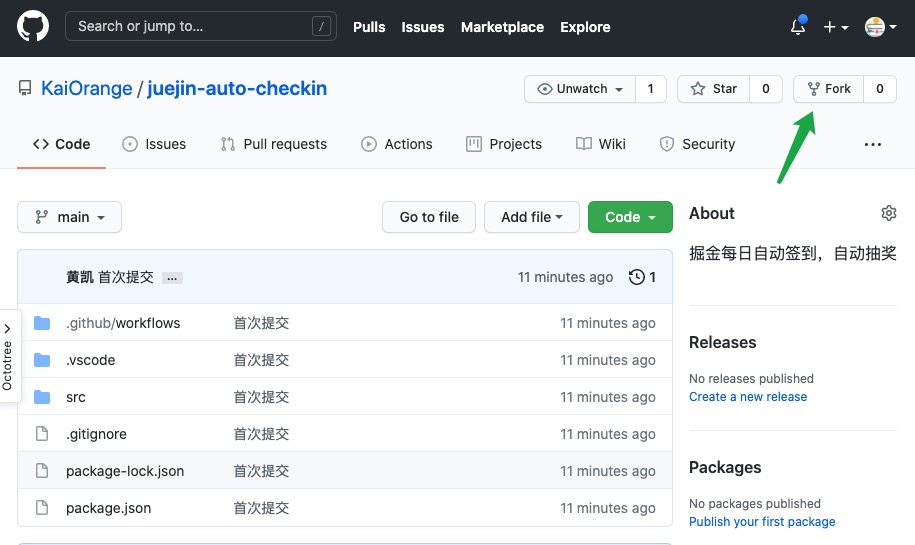 Search or jump to... /
Pulls Issues Marketplace Explore
KaiOrange / juejin-auto-checkin
Unwatch 1 Star 0 Fork 0
Code Issues Pull requests Actions Projects Wiki Security ...
main Go to file Add file Code
黄凯 首次提交 ... 11 minutes ago 1
.github/workflows 首次提交 11 minutes ago
.vscode 首次提交 11 minutes ago
src 首次提交 11 minutes ago
.gitignore 首次提交 11 minutes ago
package-lock.json 首次提交 11 minutes ago
package.json 首次提交 11 minutes ago
Octotree
About
掘金每日自动签到，自动抽奖
Releases
No releases published
Create a new release
Packages
No packages published
Publish your first package